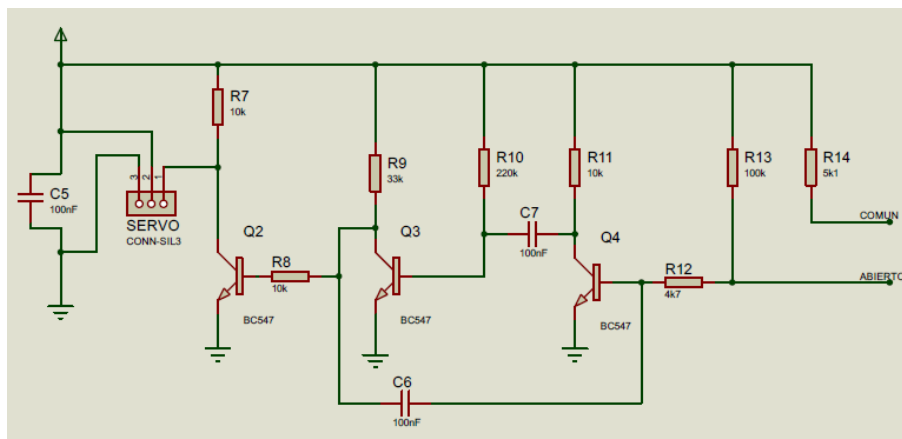 R7
10k
R9
33k
R10
220k
R11
10k
R13
100k
R14
5k1
3
2
1
C5
100nF
SERVO
CONN-SIL3
COMUN
C7
100nF
Q2
Q3
Q4
R8
10k
R12
4k7
ABIERTO
BC547
BC547
BC547
C6
100nF